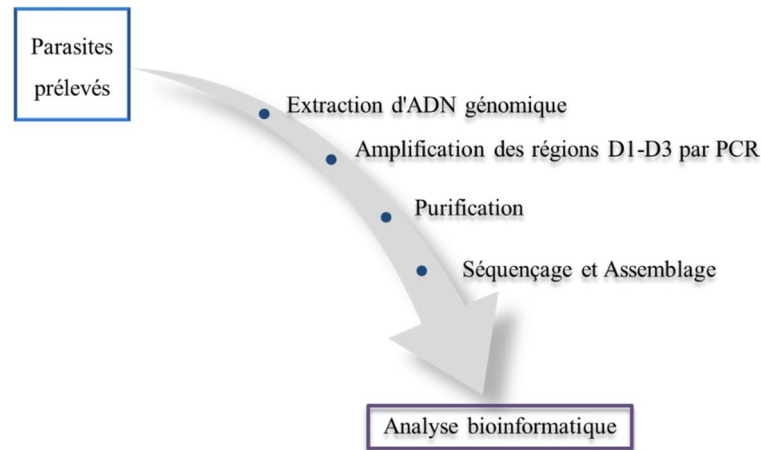 Parasites
prélevés
Extraction d'ADN génomique
Amplification des régions D1-D3 par PCR
Purification
Séquençage et Assemblage
Analyse bioinformatique